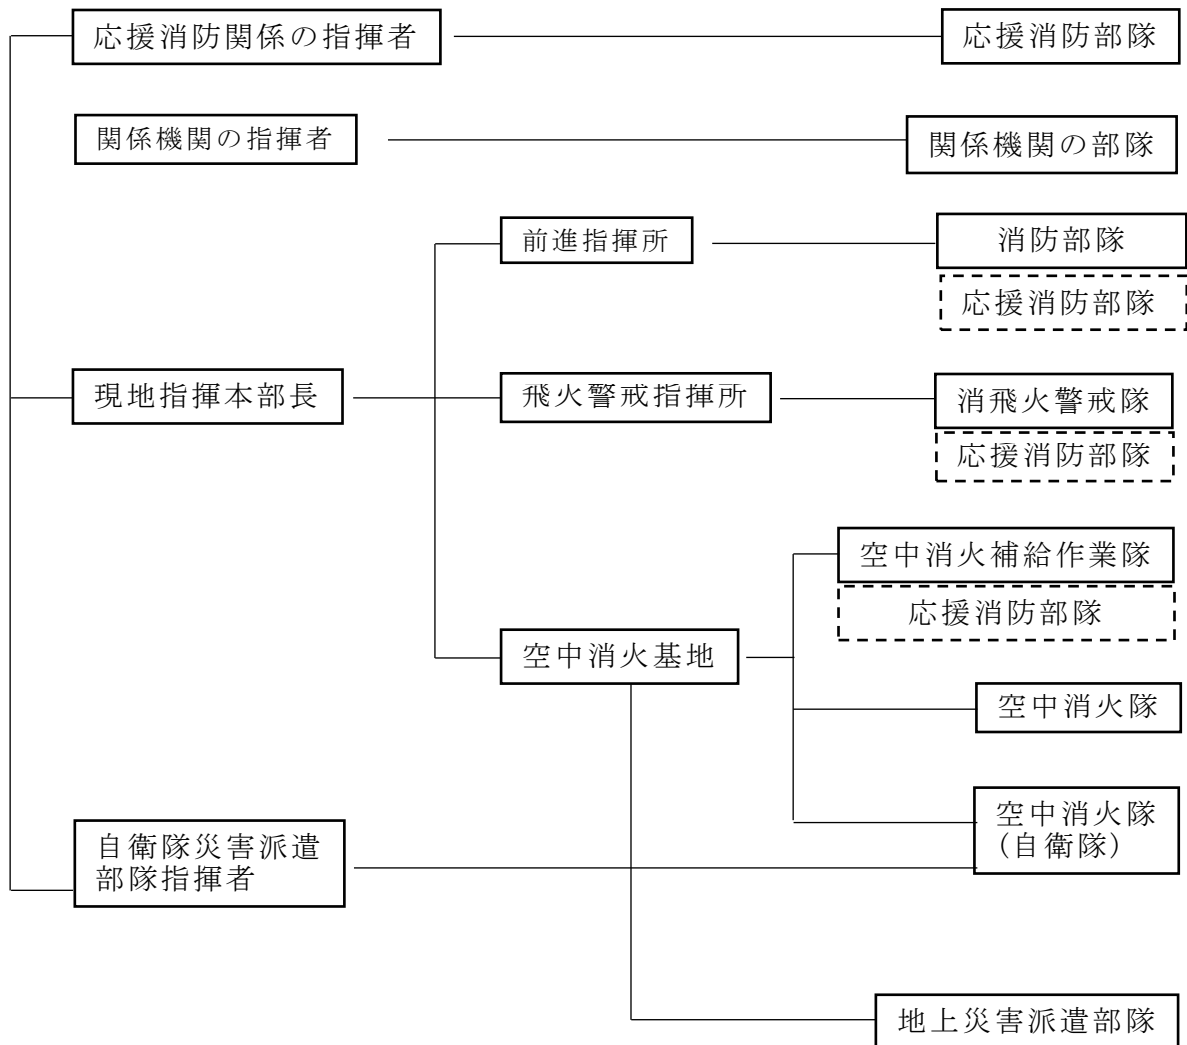 応援消防関係の指揮者
応援消防部隊
関係機関の指揮者
関係機関の部隊
前進指揮所
消防部隊
応援消防部隊
現地指揮本部長
飛火警戒指揮所
消飛火警戒隊
応援消防部隊
空中消火補給作業隊
応援消防部隊
空中消火基地
空中消火隊
空中消火隊
（自衛隊）
自衛隊災害派遣
部隊指揮者
地上災害派遣部隊